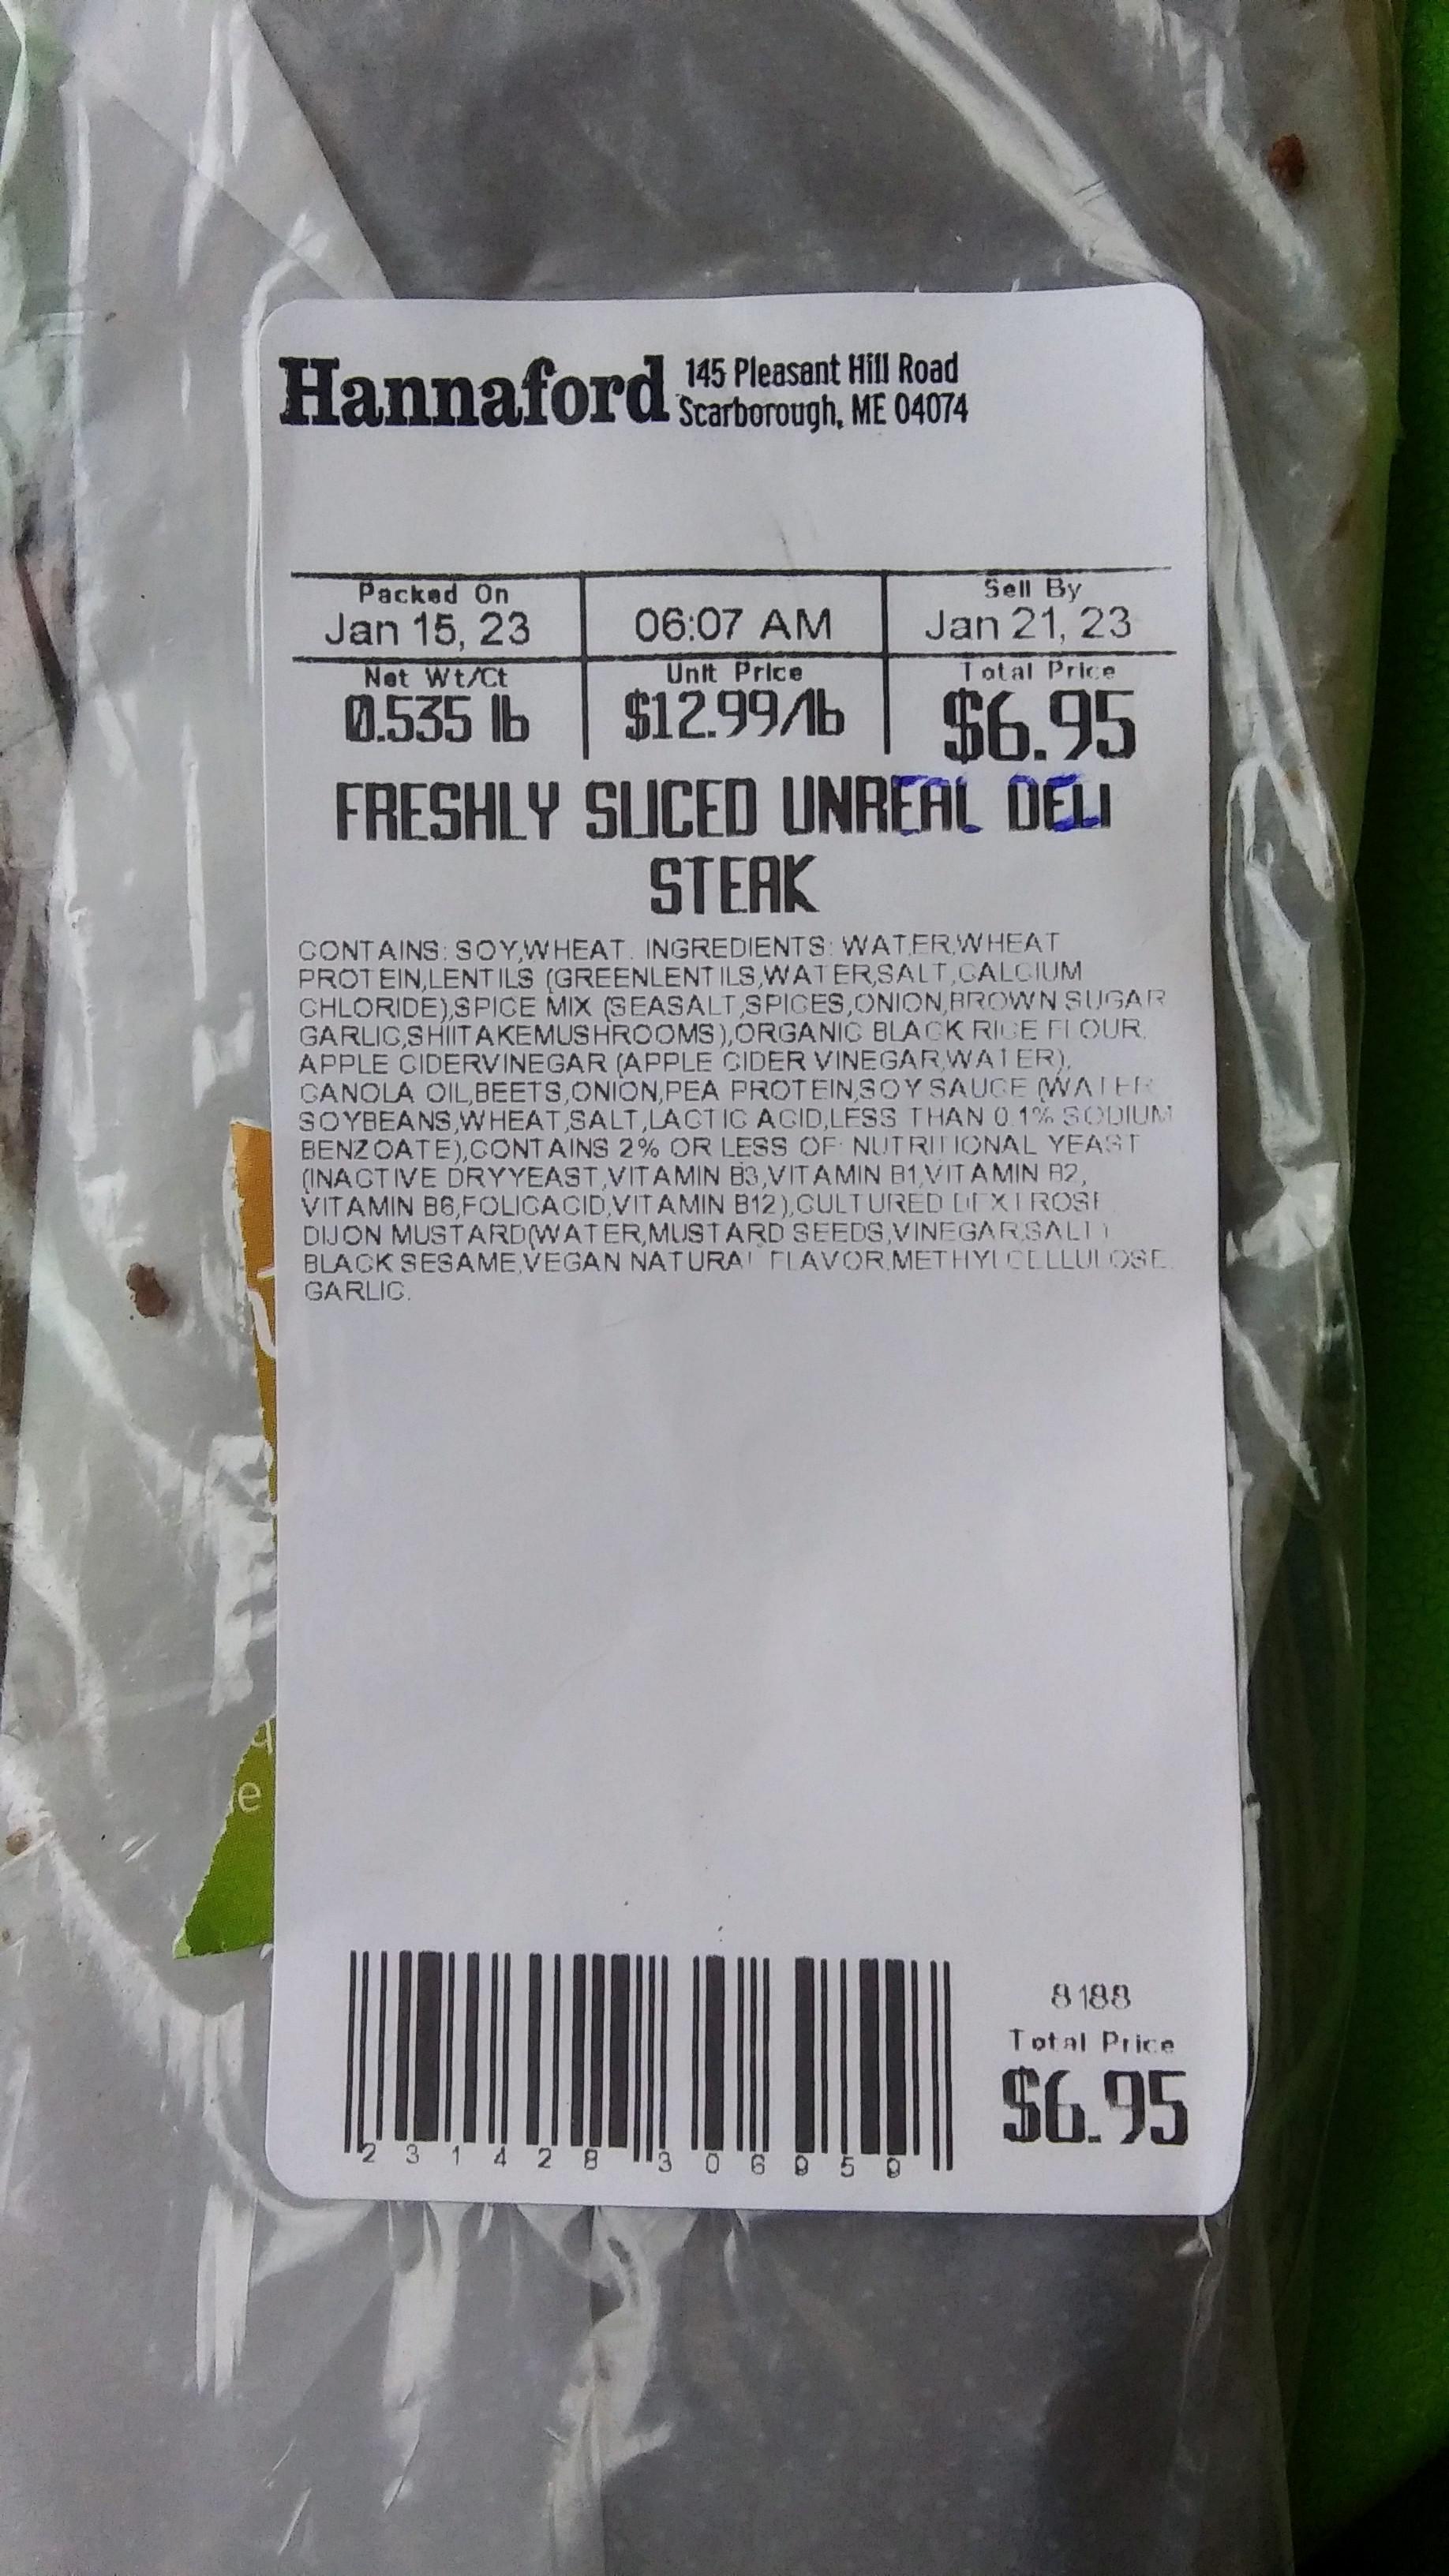 Hannaford 145 Pleasant Hill Road
Scarborough, ME 04074
Packed On
Jan 15, 23
06:07 AM
Sell By
Jan 21, 23
Net Wt/Ct
0.535 lb
Unit Price
$12.99/lb
Total Price
$6.95
FRESHLY SLICED UNREAL DELI
STEAK
CONTAINS: SOY,WHEAT. INGREDIENTS: WATER,WHEAT
PROTEIN,LENTILS (GREENLENTILS,WATER,SALT,CALCIUM
CHLORIDE),SPICE MIX (SEASALT,SPICES,ONION,BROWN SUGAR
GARLIC,SHIITAKEMUSHROOMS),ORGANIC BLACK RICE FLOUR,
APPLE CIDERVINEGAR (APPLE CIDER VINEGAR,WATER),
CANOLA OIL,BEETS,ONION,PEA PROTEIN,SOY SAUCE (WATER
SOYBEANS,WHEAT,SALT,LACTIC ACID,LESS THAN 0.1% SODIUM
BENZOATE),CONTAINS 2% OR LESS OF: NUTRITIONAL YEAST
(INACTIVE DRYYEAST,VITAMIN B3,VITAMIN B1,VITAMIN B2,
VITAMIN B6,FOLICACID,VITAMIN B12),CULTURED DEXTROSE
DIJON MUSTARD(WATER,MUSTARD SEEDS,VINEGAR,SALT)
BLACK SESAME,VEGAN NATURAL FLAVOR,METHYLCELLULOSE,
GARLIC.
8188
Total Price
$6.95
2 31428 30695 9
e